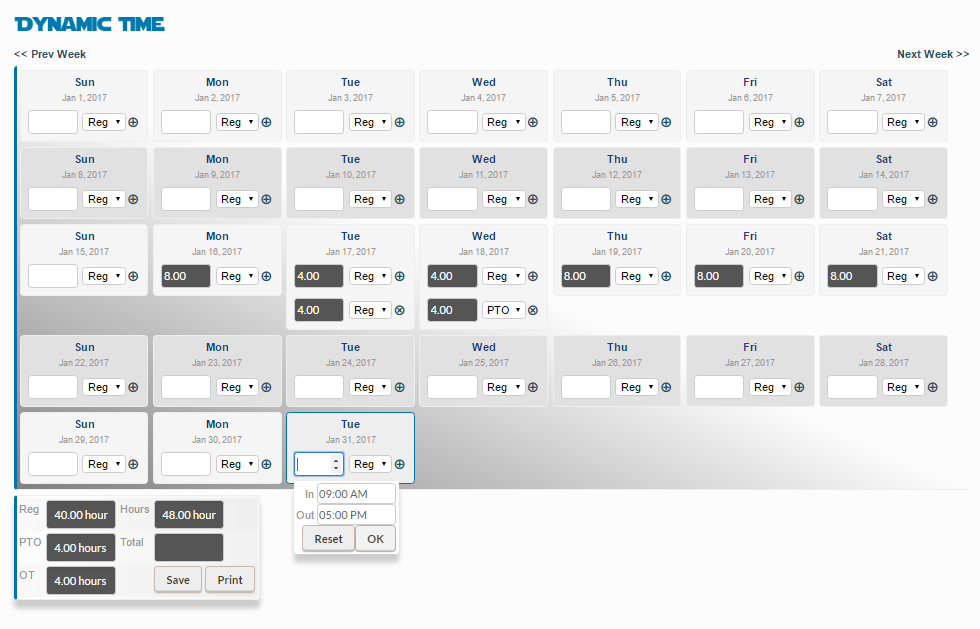 DYNAMIC TIME
<< Prev Week Next Week >>
Sun Mon Tue Wed Thu Fri Sat
Jan 1, 2017 Jan 2, 2017 Jan 3, 2017 Jan 4, 2017 Jan 5, 2017 Jan 6, 2017 Jan 7, 2017
Reg Reg Reg Reg Reg Reg Reg
Sun Mon Tue Wed Thu Fri Sat
Jan 8, 2017 Jan 9, 2017 Jan 10, 2017 Jan 11, 2017 Jan 12, 2017 Jan 13, 2017 Jan 14, 2017
Reg Reg Reg Reg Reg Reg Reg
Sun Mon Tue Wed Thu Fri Sat
Jan 15, 2017 Jan 16, 2017 Jan 17, 2017 Jan 18, 2017 Jan 19, 2017 Jan 20, 2017 Jan 21, 2017
Reg 8.00 Reg 4.00 Reg 4.00 Reg 8.00 Reg 8.00 Reg 8.00 Reg
4.00 Reg 4.00 PTO
Sun Mon Tue Wed Thu Fri Sat
Jan 22, 2017 Jan 23, 2017 Jan 24, 2017 Jan 25, 2017 Jan 26, 2017 Jan 27, 2017 Jan 28, 2017
Reg Reg Reg Reg Reg Reg Reg
Sun Mon Tue
Jan 29, 2017 Jan 30, 2017 Jan 31, 2017
Reg Reg Reg
In 09:00 AM
Out 05:00 PM
Reset OK
Reg 40.00 hour Hours 48.00 hour
PTO 4.00 hours Total
OT 4.00 hours Save Print